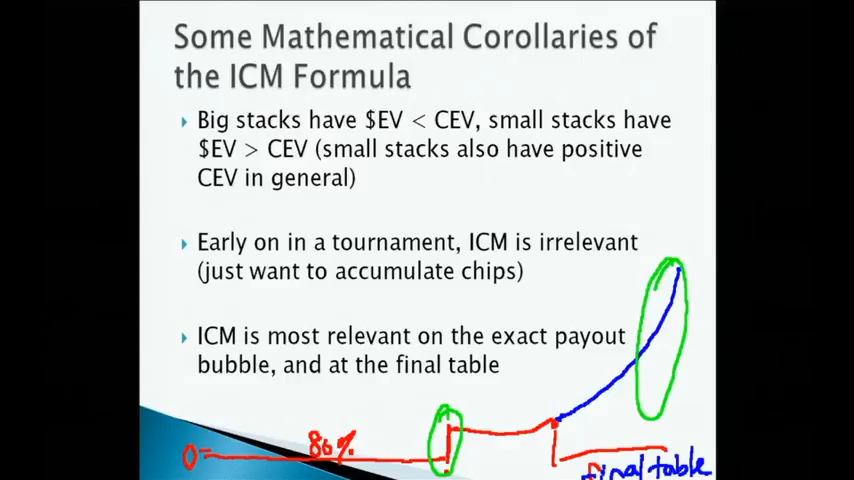 Some Mathematical Corollaries of
the ICM Formula
Big stacks have $EV < CEV, small stacks have
$EV > CEV (small stacks also have positive
CEV in general)
Early on in a tournament, ICM is irrelevant
(just want to accumulate chips)
ICM is most relevant on the exact payout
bubble, and at the final table
0
80%
final table